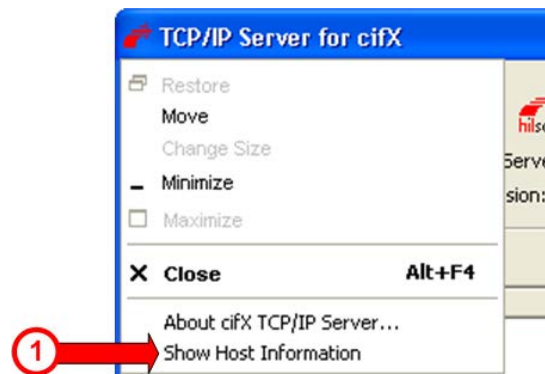 TCP/IP Server for cifX
Restore
Move
Change Size
Minimize
Maximize
Close Alt+F4
About cifX TCP/IP Server...
Show Host Information
1